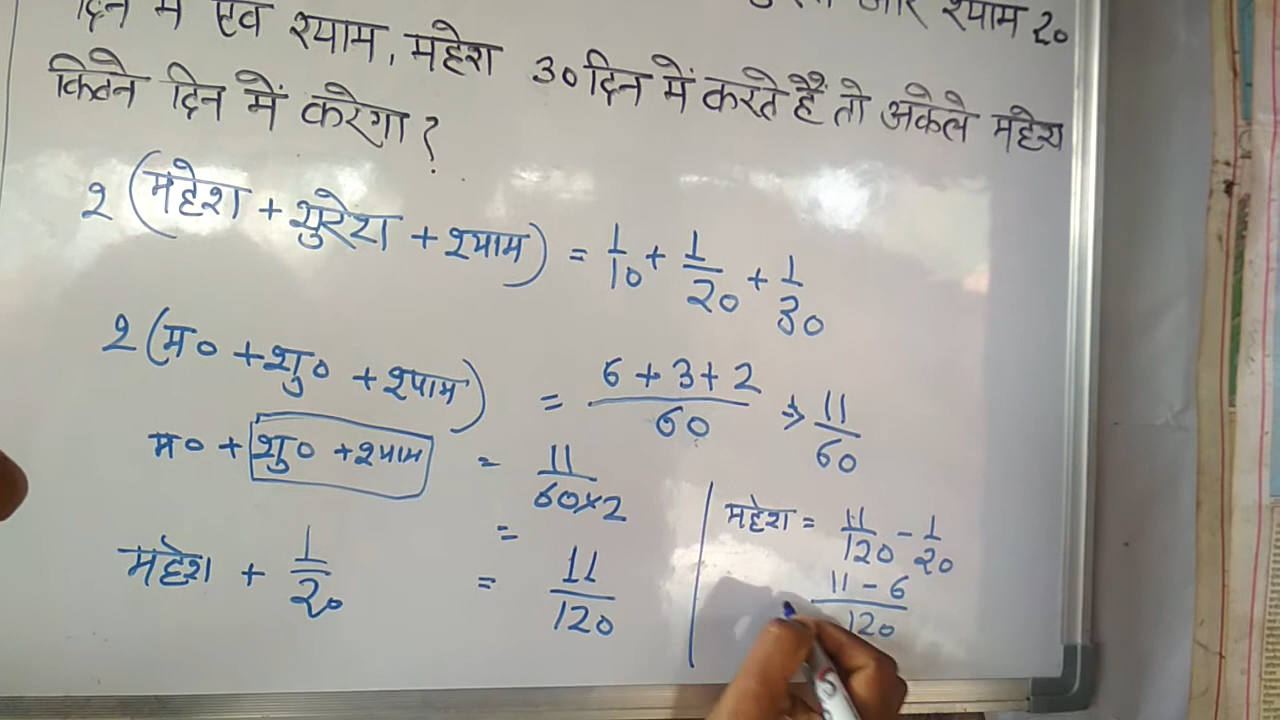 दिन में एवं श्याम, महेश 30 दिन में करते हैं तो अकेले महेश
और श्याम 20
कितने दिन में करेगा?
2 (महेश + सुरेश + श्याम) = 1/10 + 1/20 + 1/30
2 (म० + सु० + श्याम) = 6 + 3 + 2 / 60 => 11/60
म० + सु० + श्याम = 11 / 60×2
=
महेश + 1/20 = 11/120
महेश = 11/120 - 1/20
11 - 6 / 120